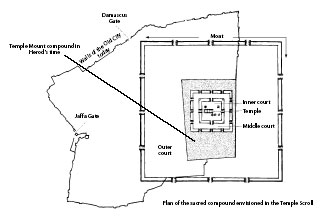 Damascus
Gate
Moat
Walls of the Old City
today
Temple Mount compound in
Herod's time
Jaffa Gate
Inner court
Temple
Middle court
Outer
court
Plan of the sacred compound envisioned in the Temple Scroll